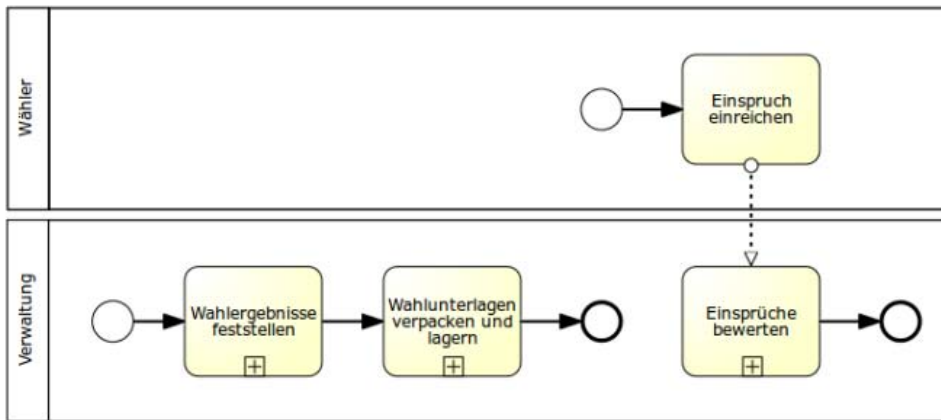 Wähler
Einspruch
einreichen
Verwaltung
Wahlergebnisse
feststellen
Wahlunterlagen
verpacken und
lagern
Einsprüche
bewerten